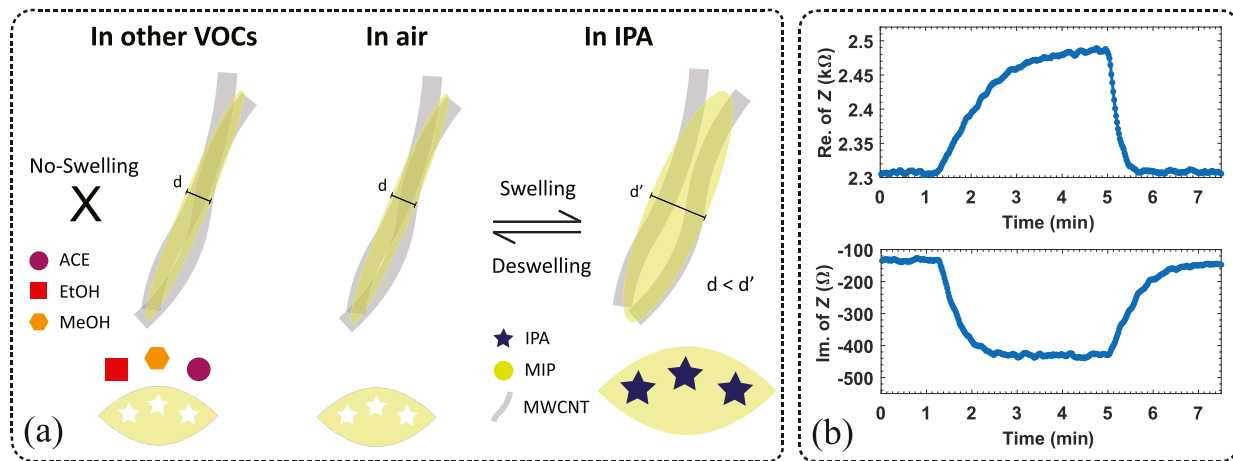 In other VOCs
In air
In IPA
No-Swelling
X
d
d
d'
Swelling
Deswelling
d < d'
ACE
EtOH
MeOH
IPA
MIP
MWCNT
(a)
Re. of Z (kΩ)
2.5
2.45
2.4
2.35
2.3
0 1 2 3 4 5 6 7
Time (min)
Im. of Z (Ω)
-100
-200
-300
-400
-500
0 1 2 3 4 5 6 7
Time (min)
(b)